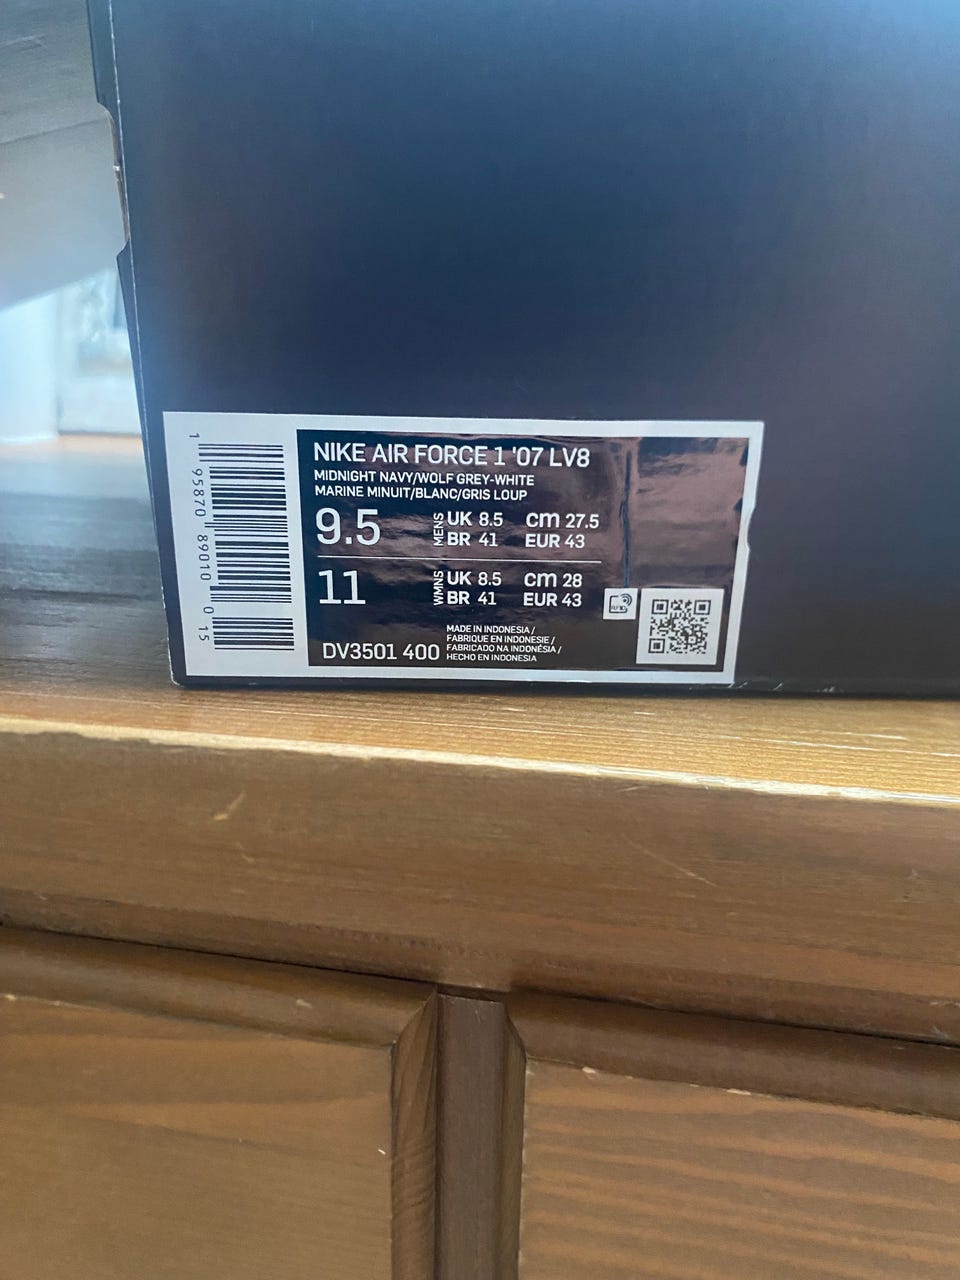 1 95870 89010 0 15
NIKE AIR FORCE 1 '07 LV8
MIDNIGHT NAVY/WOLF GREY-WHITE
MARINE MINUIT/BLANC/GRIS LOUP
9.5 MENS UK 8.5 cm 27.5
BR 41 EUR 43
11 WMNS UK 8.5 cm 28
BR 41 EUR 43
DV3501 400
MADE IN INDONESIA /
FABRIQUE EN INDONESIE /
FABRICADO NA INDONÉSIA /
HECHO EN INDONESIA